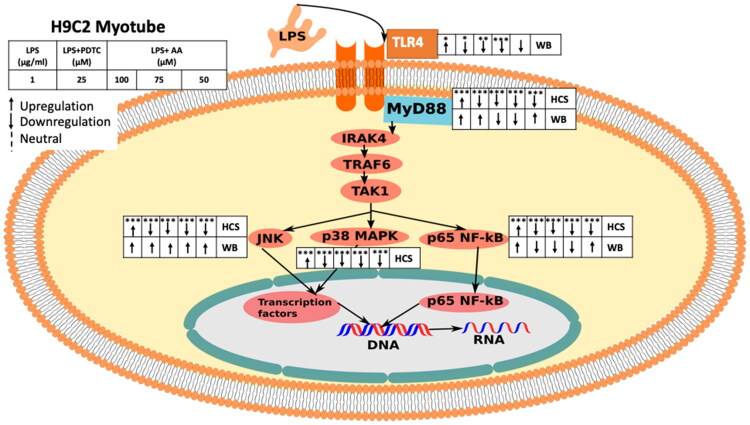 H9C2 Myotube
LPS
(µg/ml)
LPS+PDTC
(µM)
LPS+ AA
(µM)
1 25 100 75 50
Upregulation
Downregulation
Neutral
LPS
TLR4
* * ** *** WB
MyD88
*** *** *** *** *** HCS
WB
IRAK4
TRAF6
TAK1
*** *** *** *** *** HCS
WB
JNK
p38 MAPK
p65 NF-kB
*** *** *** *** *** HCS
WB
*** *** *** *** *** HCS
Transcription
factors
p65 NF-kB
DNA
RNA